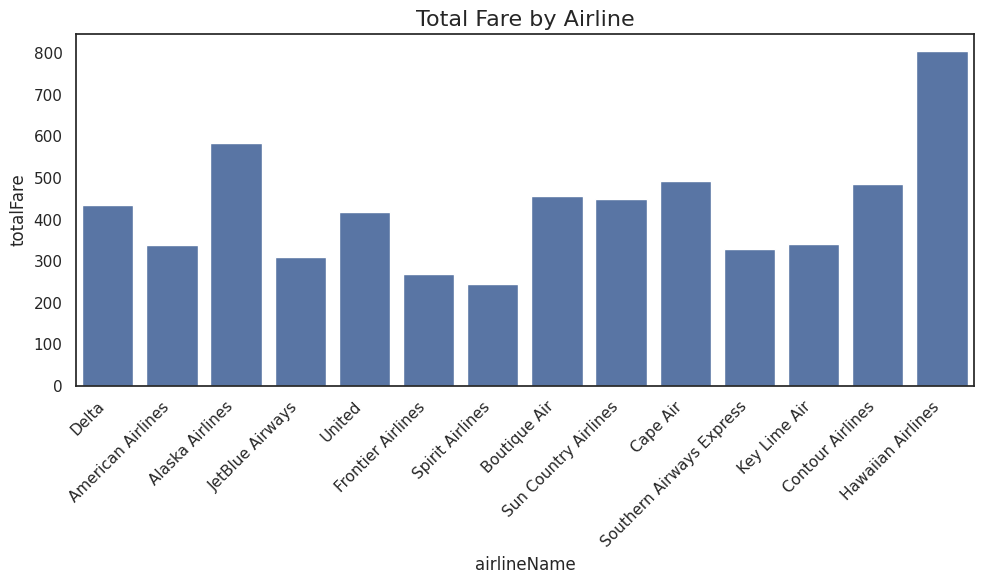 Total Fare by Airline
800
700
600
500
400
300
200
100
0
totalFare
Delta
American Airlines
Alaska Airlines
JetBlue Airways
United
Frontier Airlines
Spirit Airlines
Boutique Air
Sun Country Airlines
Cape Air
Southern Airways Express
Key Lime Air
Contour Airlines
Hawaiian Airlines
airlineName